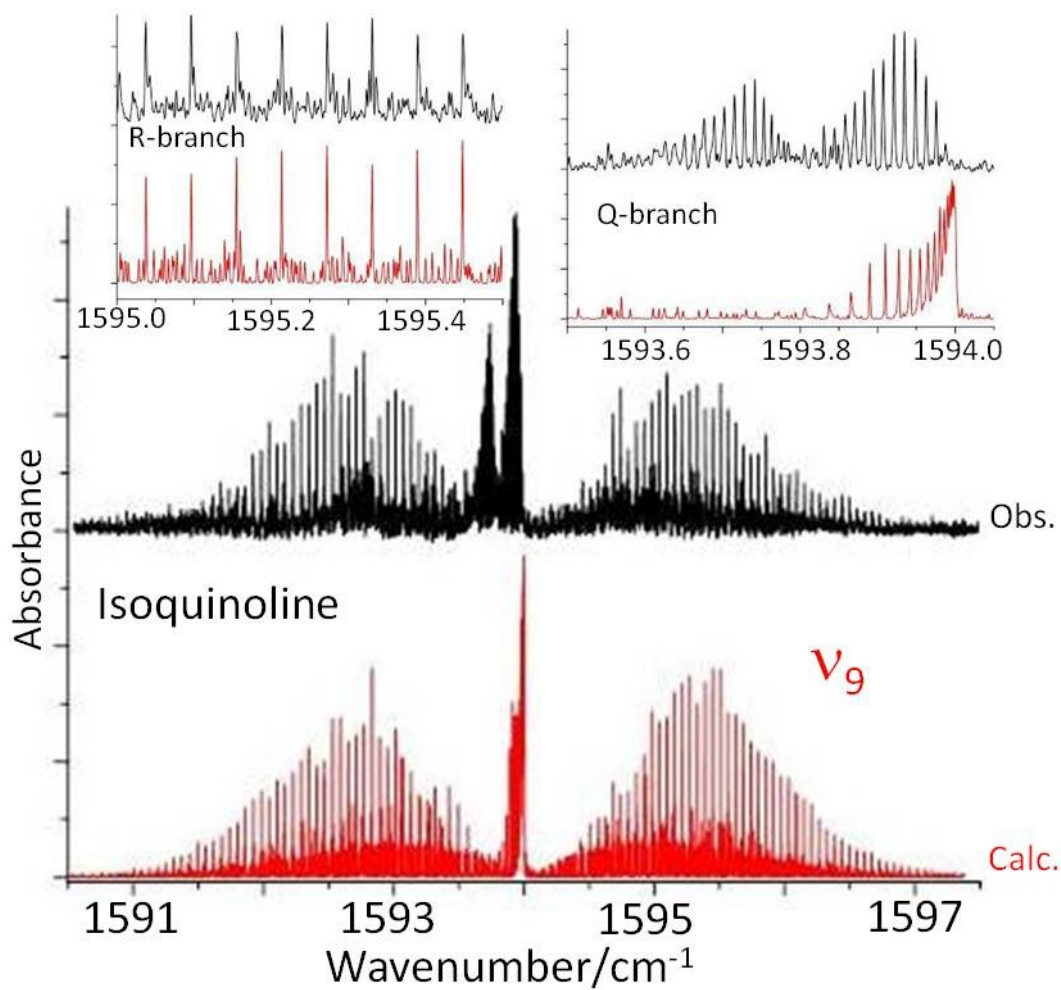 R-branch
Q-branch
1595.0 1595.2 1595.4
1593.6 1593.8 1594.0
Absorbance
Obs.
Isoquinoline
ν9
Calc.
1591 1593 1595 1597
Wavenumber/cm-1